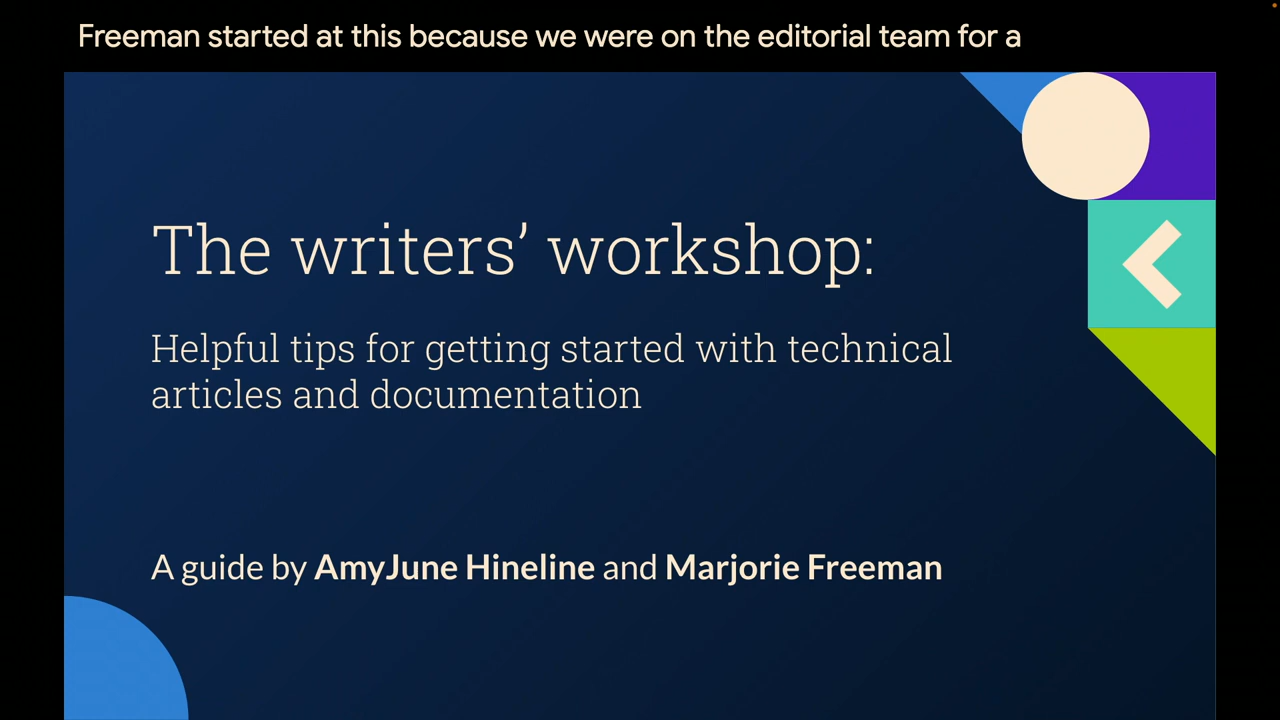 Freeman started at this because we were on the editorial team for a
The writers’ workshop:
Helpful tips for getting started with technical
articles and documentation
A guide by AmyJune Hineline and Marjorie Freeman